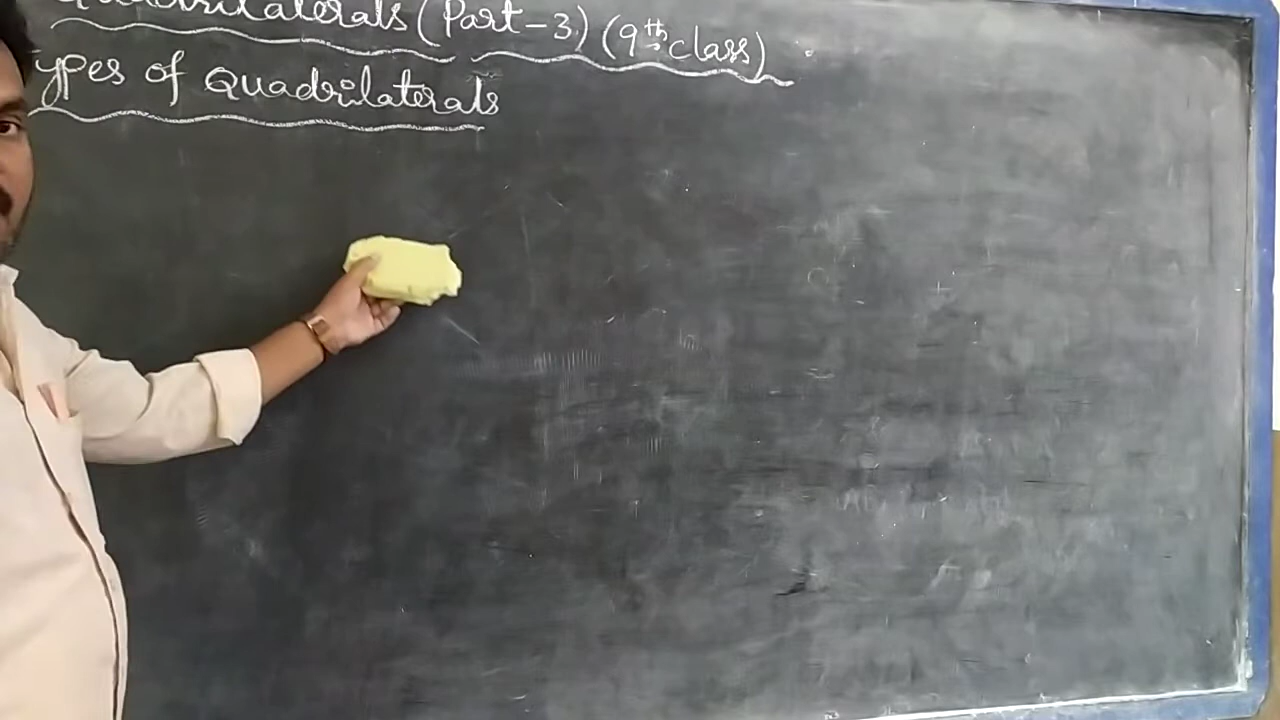 Quadrilaterals (Part-3) (9th class)
Types of Quadrilaterals